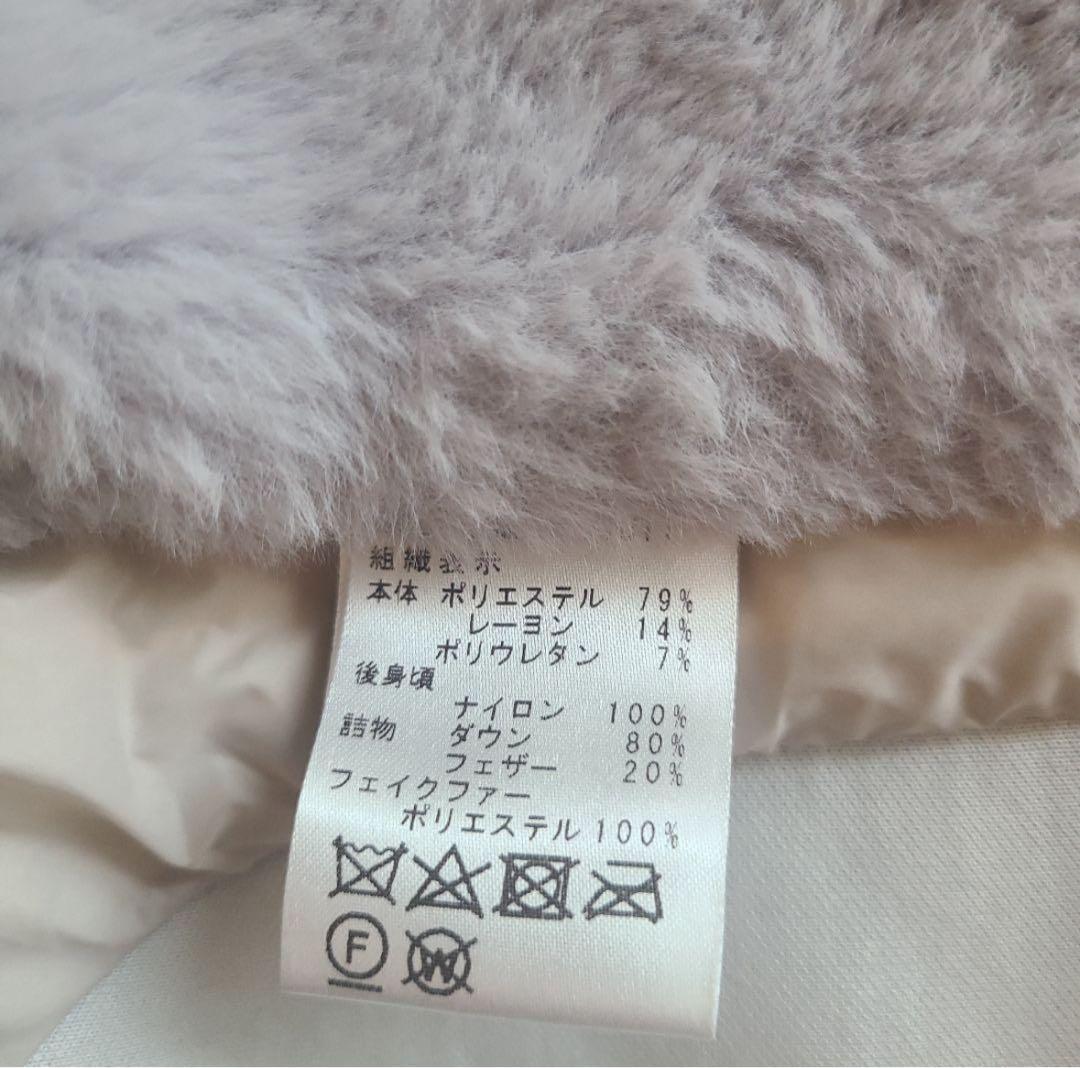 組織表示
本体 ポリエステル 79%
レーヨン 14%
ポリウレタン 7%
後身頃
ナイロン 100%
詰物 ダウン 80%
フェザー 20%
フェイクファー
ポリエステル 100%
F
W